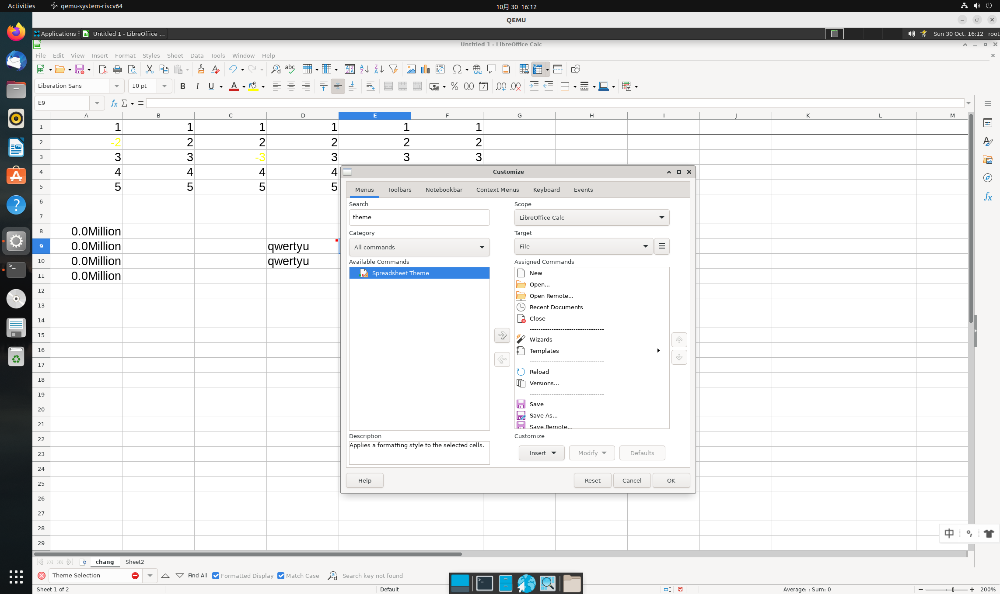 Activities qemu-system-riscv64 10月 30 16:12
QEMU
Applications Untitled 1 - LibreOffice ... Sun 30 Oct, 16:12 root
Untitled 1 - LibreOffice Calc
File Edit View Insert Format Styles Sheet Data Tools Window Help
Liberation Sans 10 pt
E9
A B C D E F G H I J K L M
1 1 1 1 1 1 1
2 -2 2 2 2 2 2
3 3 3 -3 3 3 3
4 4 4 4 4
5 5 5 5 5
6
7
8 0.0Million
9 0.0Million qwertyu
10 0.0Million qwertyu
11 0.0Million
12
13
14
15
16
17
18
19
20
21
22
23
24
25
26
27
28
29
Customize
Menus Toolbars Notebookbar Context Menus Keyboard Events
Search
theme
Category
All commands
Available Commands
Spreadsheet Theme
Description
Applies a formatting style to the selected cells.
Scope
LibreOffice Calc
Target
File
Assigned Commands
New
Open...
Open Remote...
Recent Documents
Close
----------------------------------
Wizards
Templates
----------------------------------
Reload
Versions...
----------------------------------
Save
Save As...
Save Remote...
Customize
Insert Modify Defaults
Help Reset Cancel OK
中
chang Sheet2
Theme Selection Find All Formatted Display Match Case Search key not found
Sheet 1 of 2 Default Average: ; Sum: 0 200%